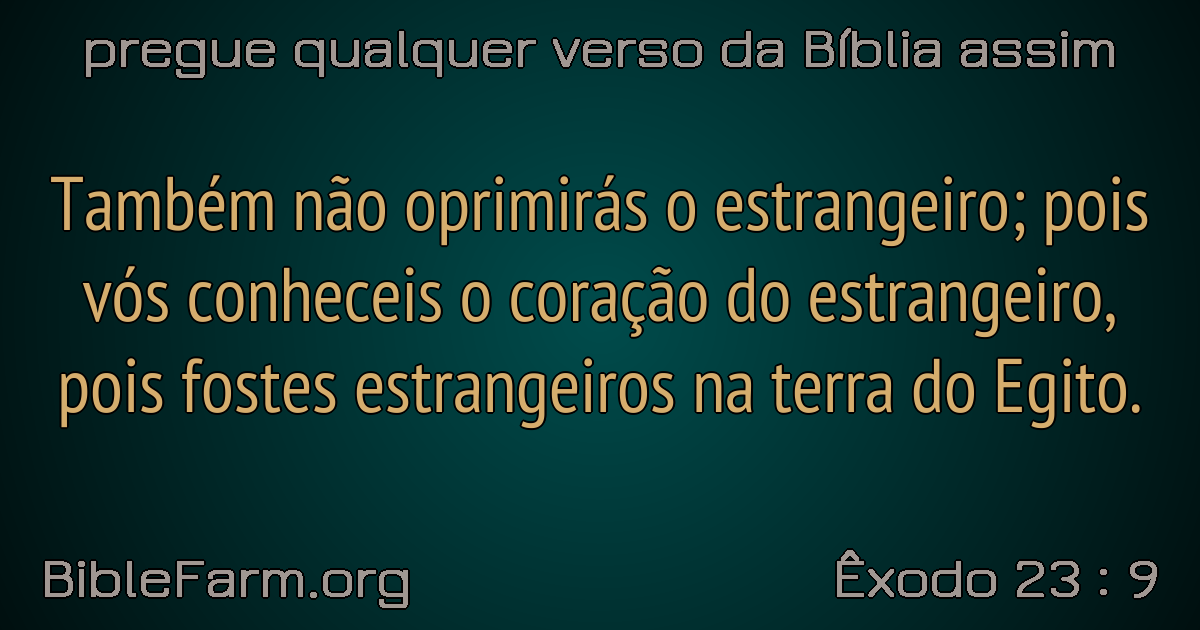 pregue qualquer verso da Bíblia assim
Também não oprimirás o estrangeiro; pois
vós conheceis o coração do estrangeiro,
pois fostes estrangeiros na terra do Egito.
BibleFarm.org
Êxodo 23 : 9